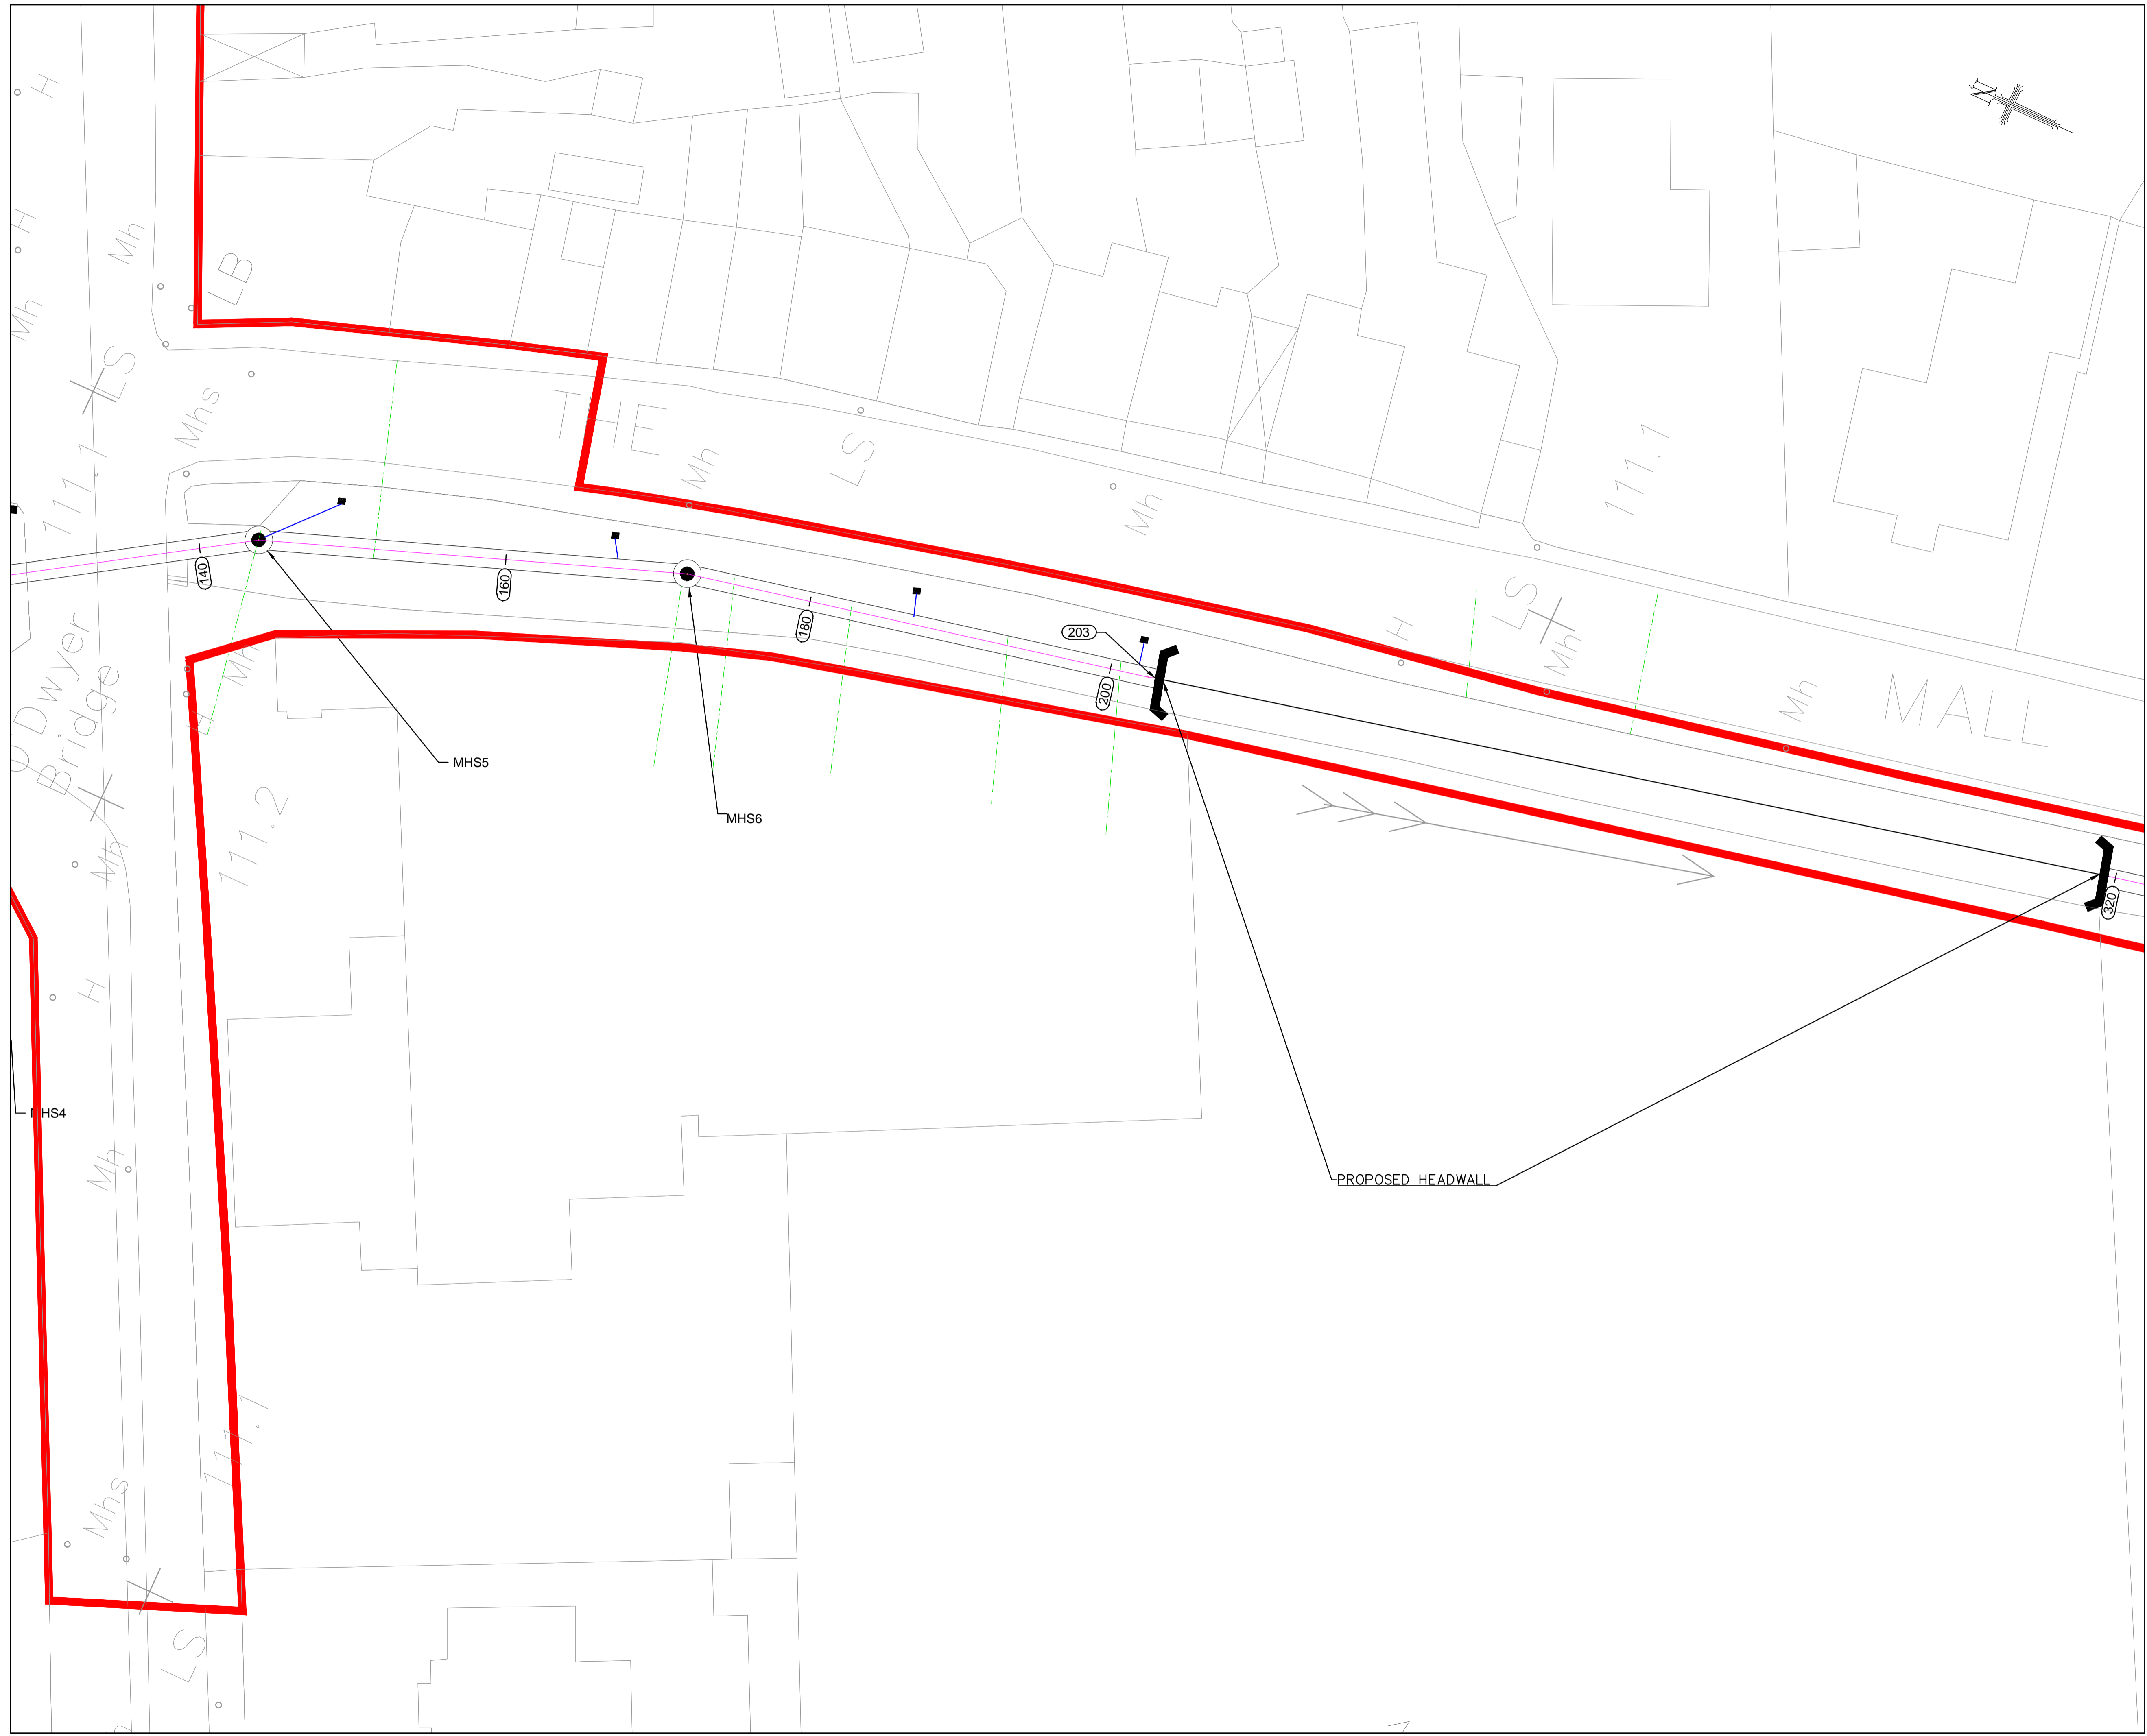 N
H
H
Mh
Mh
LB
LS
111.1
Mhs
THE
Mh
LS
Mh
111.1
140
160
180
203
200
H
LS
Mh
Mh
MALL
320
Dwyer
Bridge
MHS5
MHS6
111.2
Mh
H
MHS4
Mh
PROPOSED HEADWALL
111.1
Mhs
LS